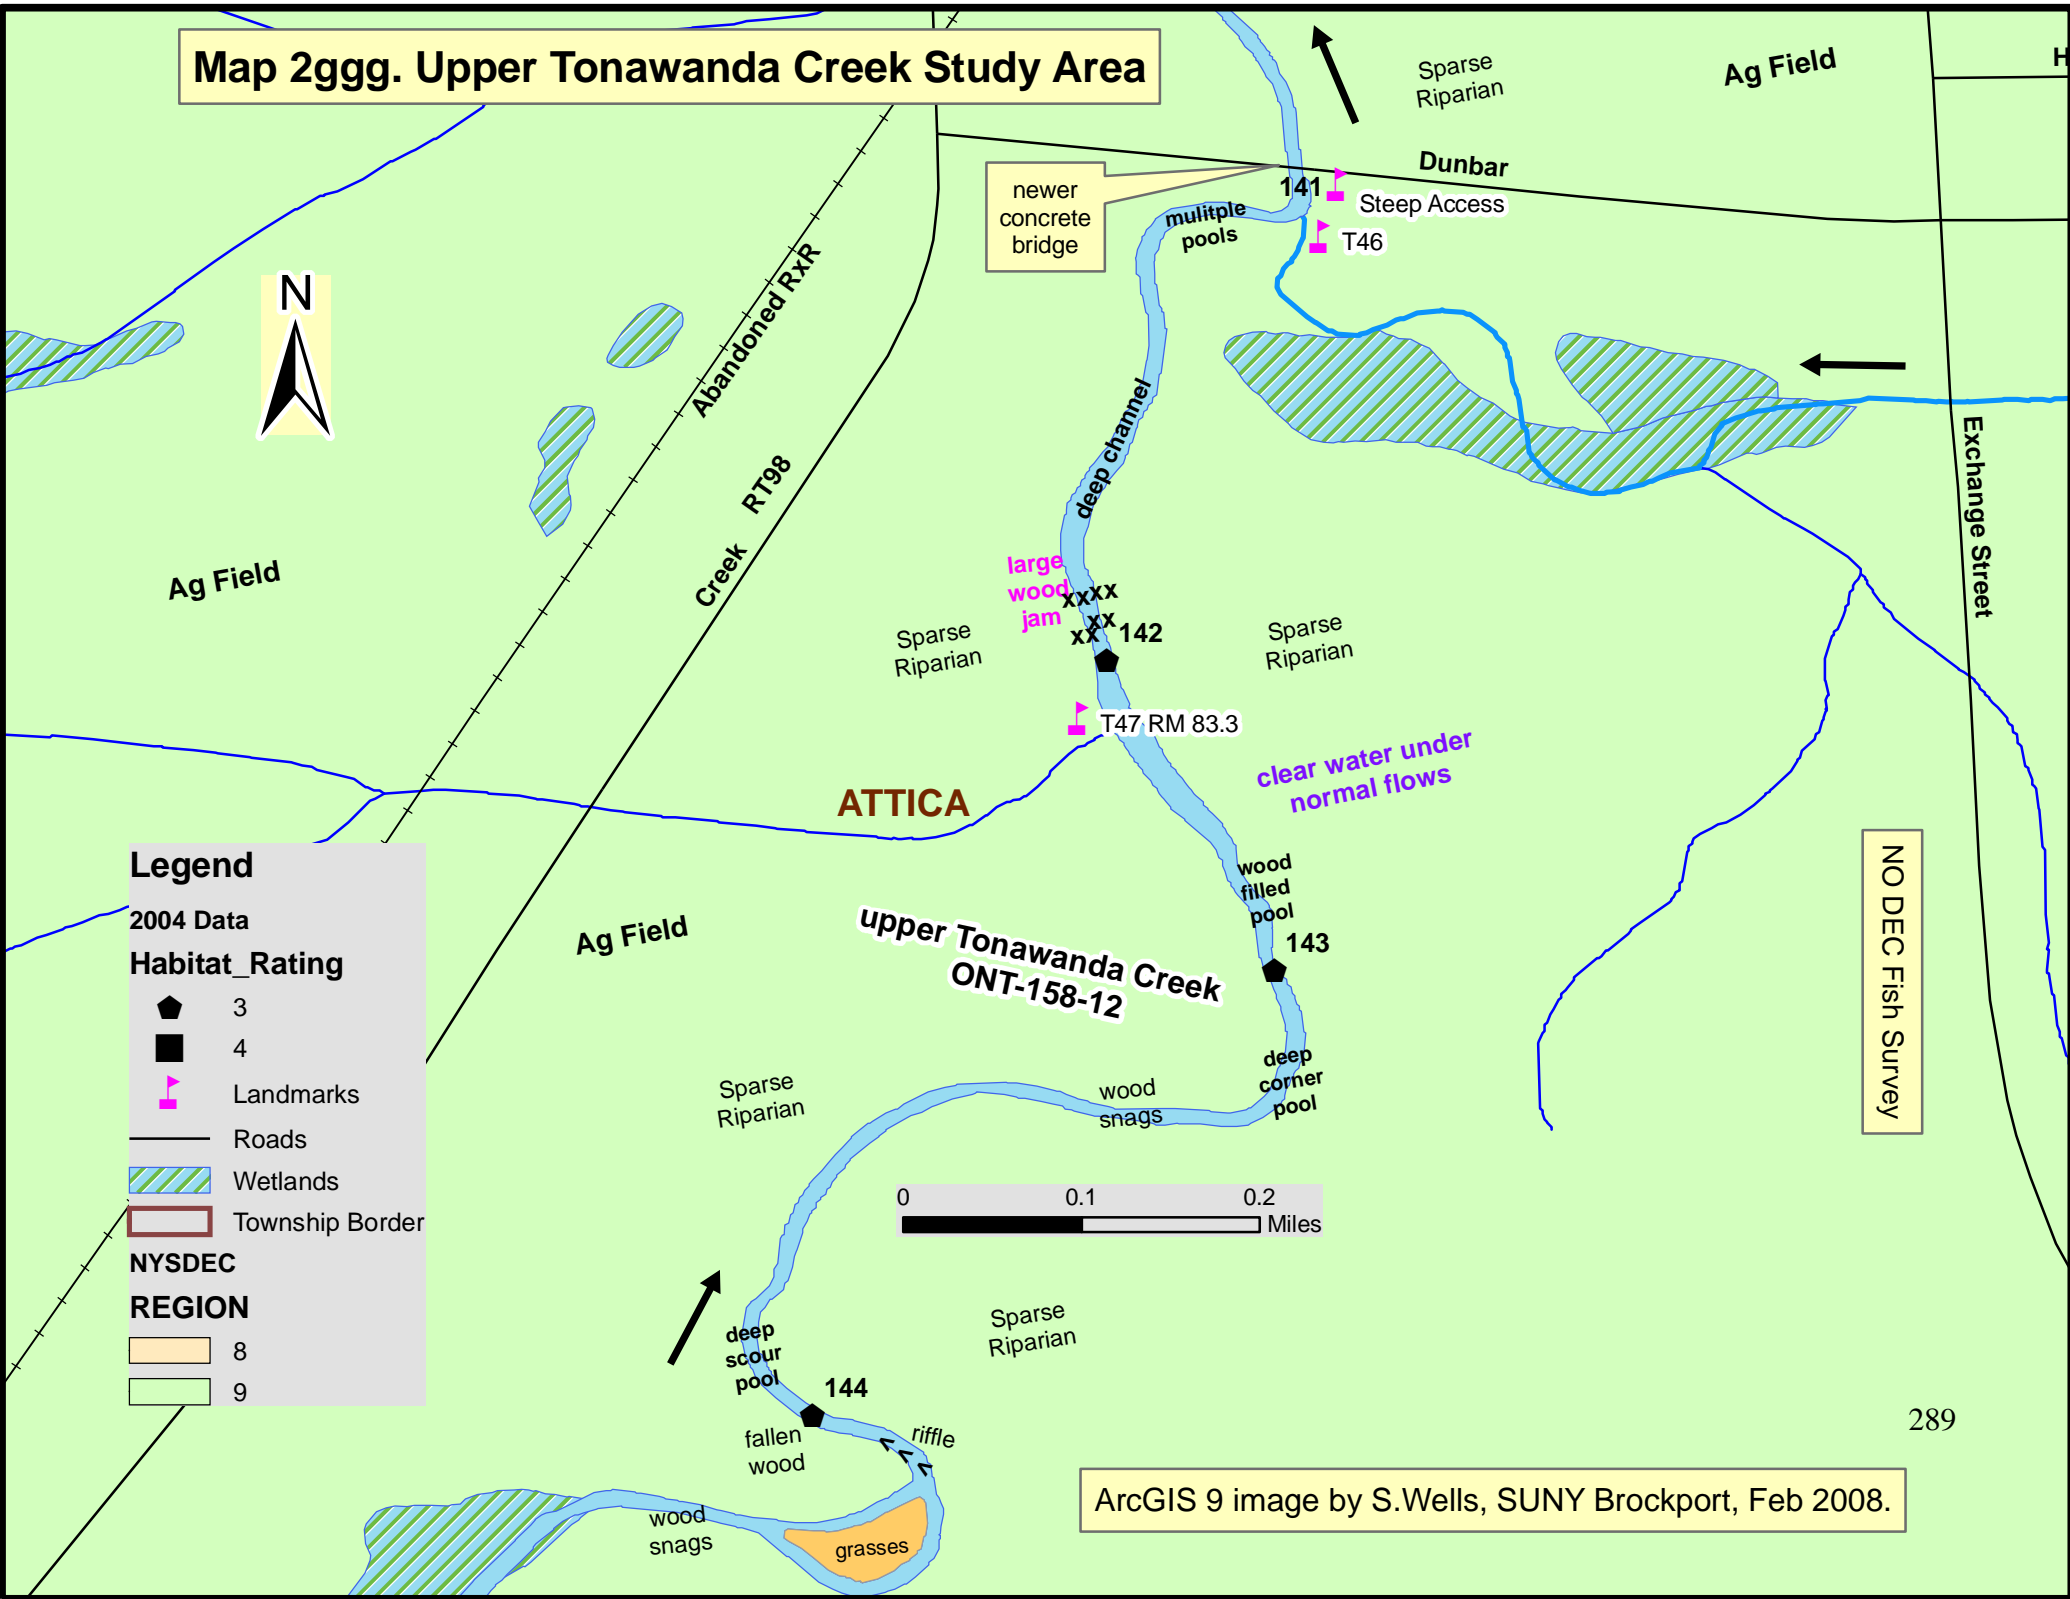 Map 2ggg. Upper Tonawanda Creek Study Area
Sparse
Riparian
Ag Field
H
Dunbar
newer
concrete
bridge
141
Steep Access
mulitple
pools
T46
N
Abandoned RxR
deep channel
Creek RT98
Exchange Street
Ag Field
large
wood
jam
xxxx
xx
xx
142
Sparse
Riparian
Sparse
Riparian
T47 RM 83.3
clear water under
normal flows
ATTICA
wood
filled
pool
143
Ag Field
upper Tonawanda Creek
ONT-158-12
NO DEC Fish Survey
deep
corner
pool
Sparse
Riparian
wood
snags
Legend
2004 Data
Habitat_Rating
3
4
Landmarks
Roads
Wetlands
Township Border
NYSDEC
REGION
8
9
0
0.1
0.2
Miles
Sparse
Riparian
deep
scour
pool
144
fallen
wood
riffle
<<<
wood
snags
grasses
289
ArcGIS 9 image by S.Wells, SUNY Brockport, Feb 2008.